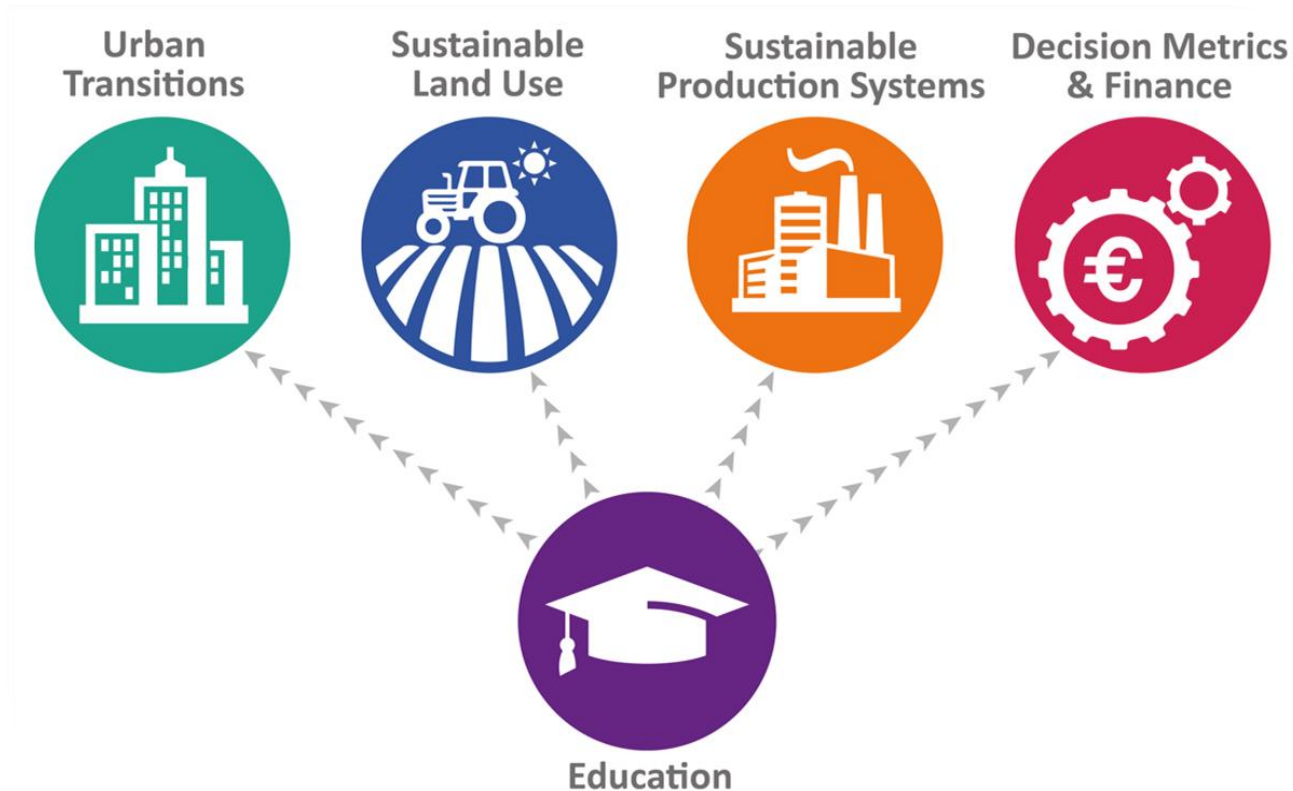 Urban
Transitions
Sustainable
Land Use
Sustainable
Production Systems
Decision Metrics
& Finance
€
Education